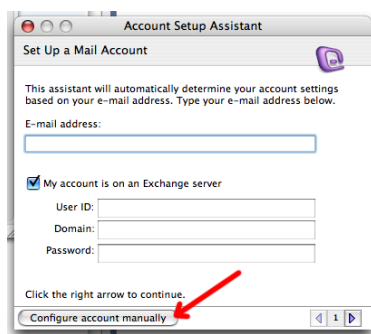 Account Setup Assistant
Set Up a Mail Account
This assistant will automatically determine your account settings
based on your e-mail address. Type your e-mail address below.
E-mail address:
My account is on an Exchange server
User ID:
Domain:
Password:
Click the right arrow to continue.
Configure account manually
1